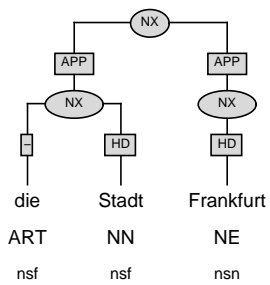 NX
APP APP
NX NX
– HD HD
die Stadt Frankfurt
ART NN NE
nsf nsf nsn